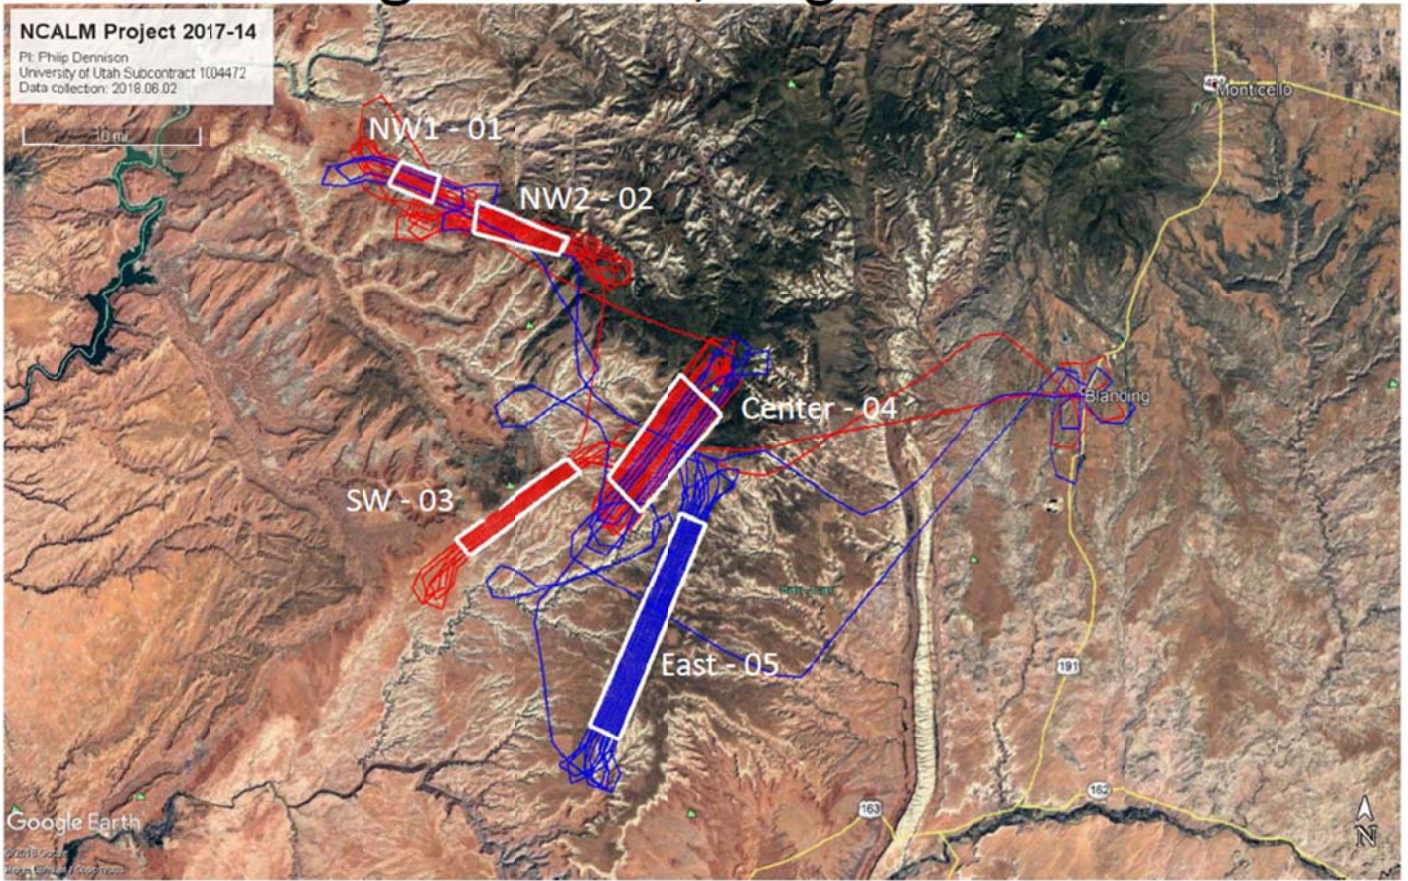 NCALM Project 2017-14
PI: Philip Dennison
University of Utah Subcontract 1004472
Data collection: 2018.06.02
10 mi
NW1 - 01
NW2 - 02
Monticello
Center - 04
Blanding
SW - 03
East - 05
191
163
162
Google Earth
N